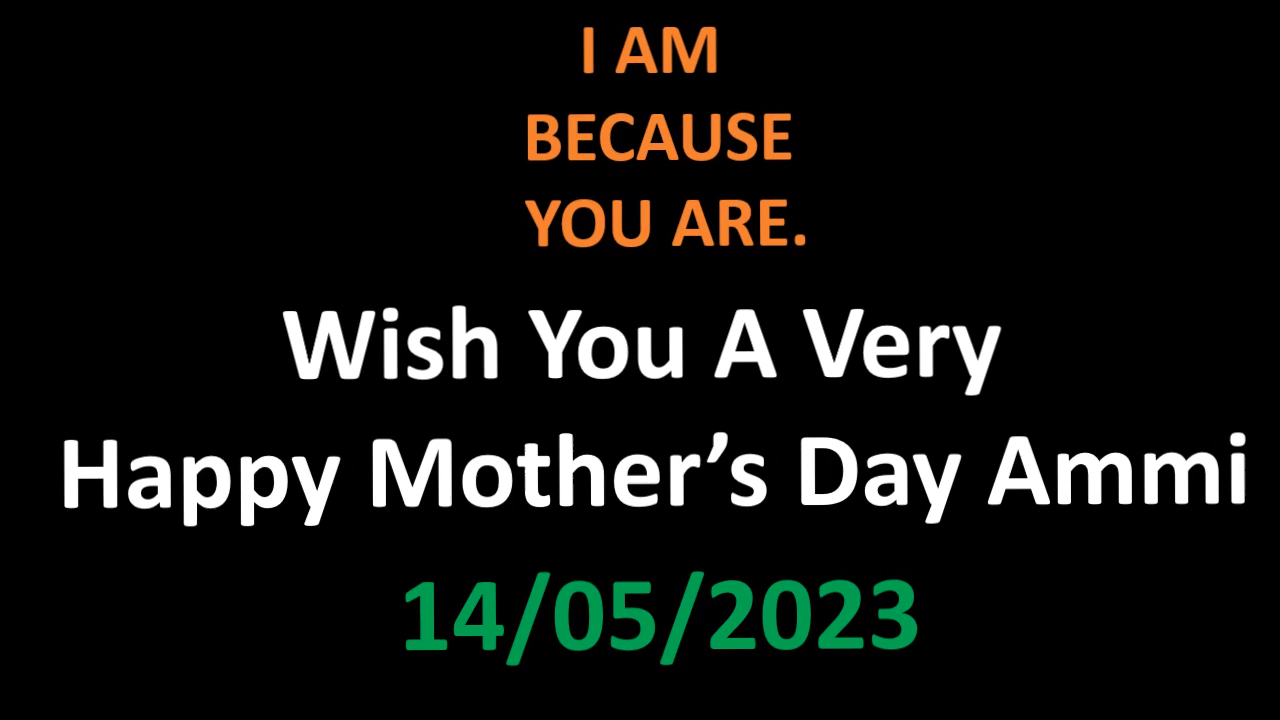 I AM
BECAUSE
YOU ARE.
Wish You A Very
Happy Mother’s Day Ammi
14/05/2023